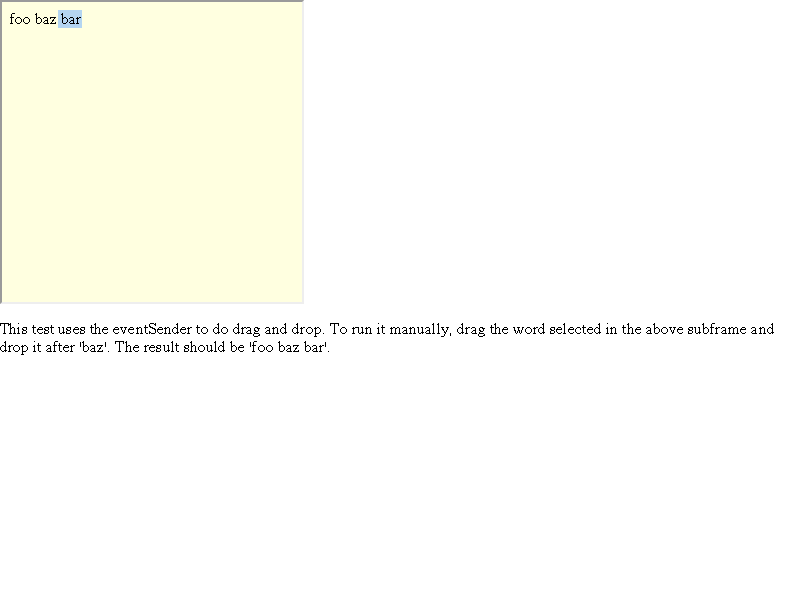 foo baz bar
This test uses the eventSender to do drag and drop. To run it manually, drag the word selected in the above subframe and
drop it after 'baz'. The result should be 'foo baz bar'.